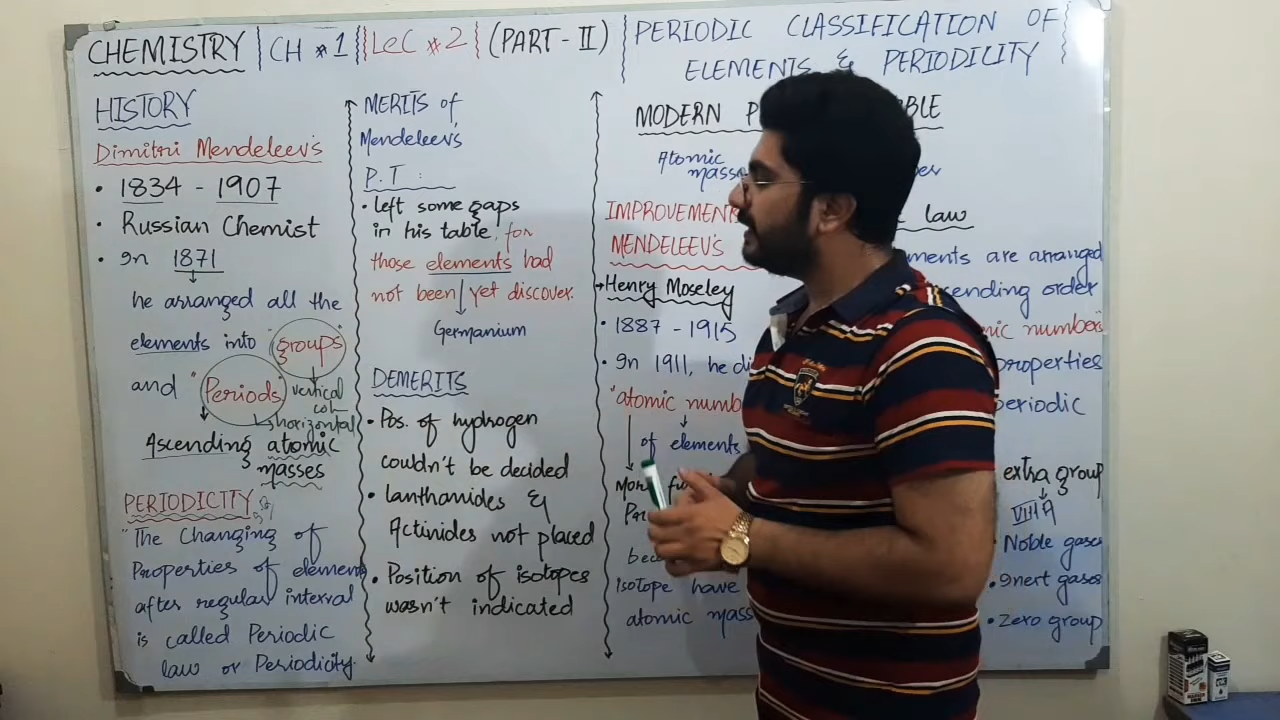 CHEMISTRY | CH #1 | LeC #2 | (PART - II)
PERIODIC CLASSIFICATION OF
ELEMENTS & PERIODILITY
HISTORY
Dimitri Mendeleev's
• 1834 - 1907
• Russian Chemist
• In 1871
he arranged all the
elements into "groups"
and "Periods" vertical
col
horizontal
Ascending atomic
masses
PERIODICITY
"The Changing of
Properties of element
after regular interval
is called Periodic
law or Periodicity
MERITS of
Mendeleev's
P.T :
• left some gaps
in his table, for
those elements had
not been yet discover.
Germanium
DEMERITS
• Pos. of hydrogen
couldn't be decided
• lanthanides &
Actinides not placed
• Position of isotopes
wasn't indicated
MODERN P
Atomic
masse
IMPROVEMENT
MENDELEEV'S
law
ments are arranged
Henry Moseley
cending order
• 1887 - 1915
mic number"
• In 1911, he di
properties
"atomic numb
periodic
of elements
extra group
VIIIA
• Noble gases
Isotope have
• Inert gases
atomic mass
• zero group